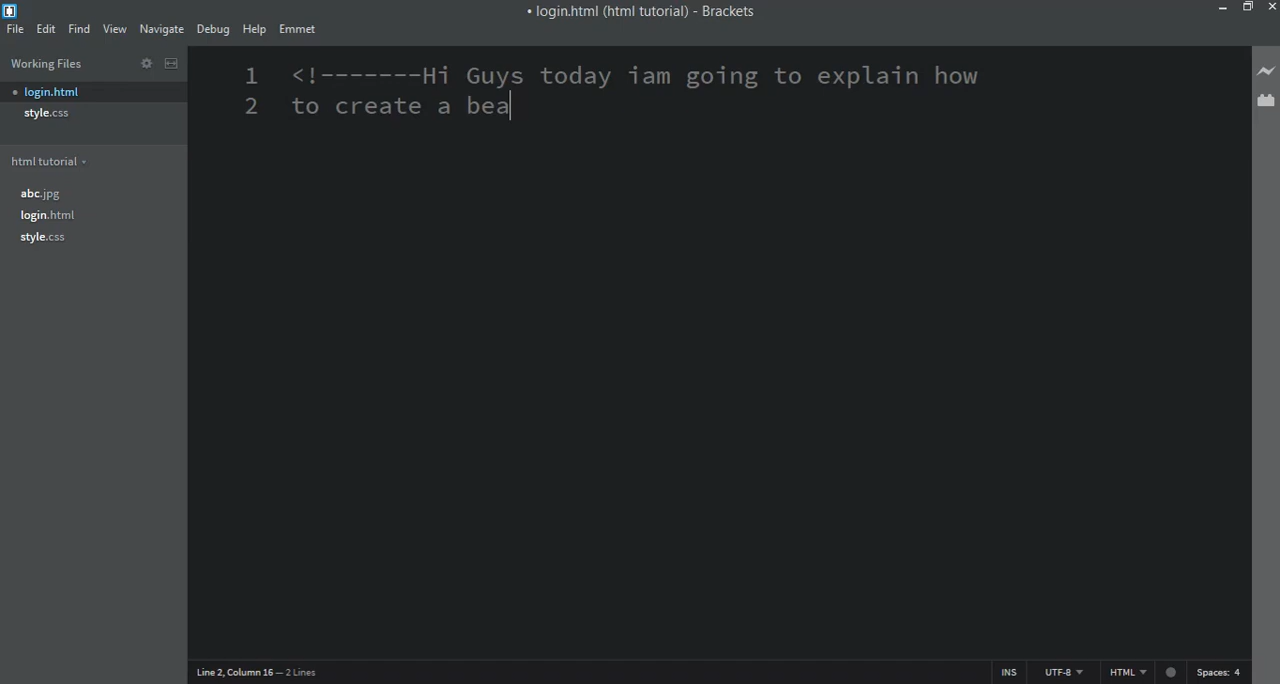 • login.html (html tutorial) - Brackets
File Edit Find View Navigate Debug Help Emmet
Working Files
• login.html
style.css
html tutorial
abc.jpg
login.html
style.css
1 <!-------Hi Guys today iam going to explain how
2 to create a bea
Line 2, Column 16 — 2 Lines
INS UTF-8 HTML Spaces: 4